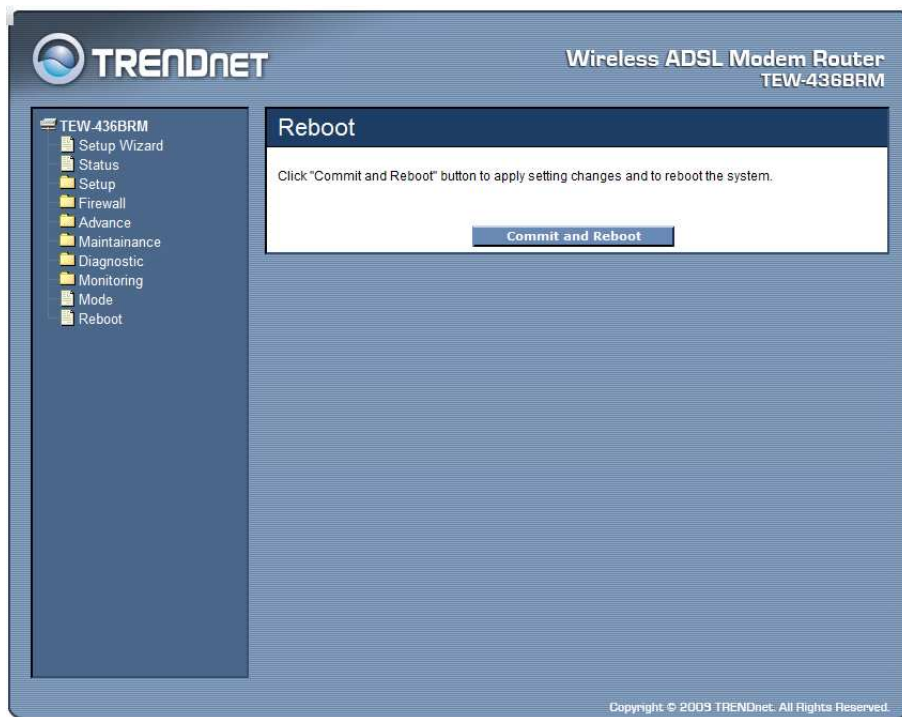 TRENDnet
Wireless ADSL Modem Router
TEW-436BRM
TEW-436BRM
Setup Wizard
Status
Setup
Firewall
Advance
Maintainance
Diagnostic
Monitoring
Mode
Reboot
Reboot
Click "Commit and Reboot" button to apply setting changes and to reboot the system.
Commit and Reboot
Copyright © 2009 TRENDnet. All Rights Reserved.